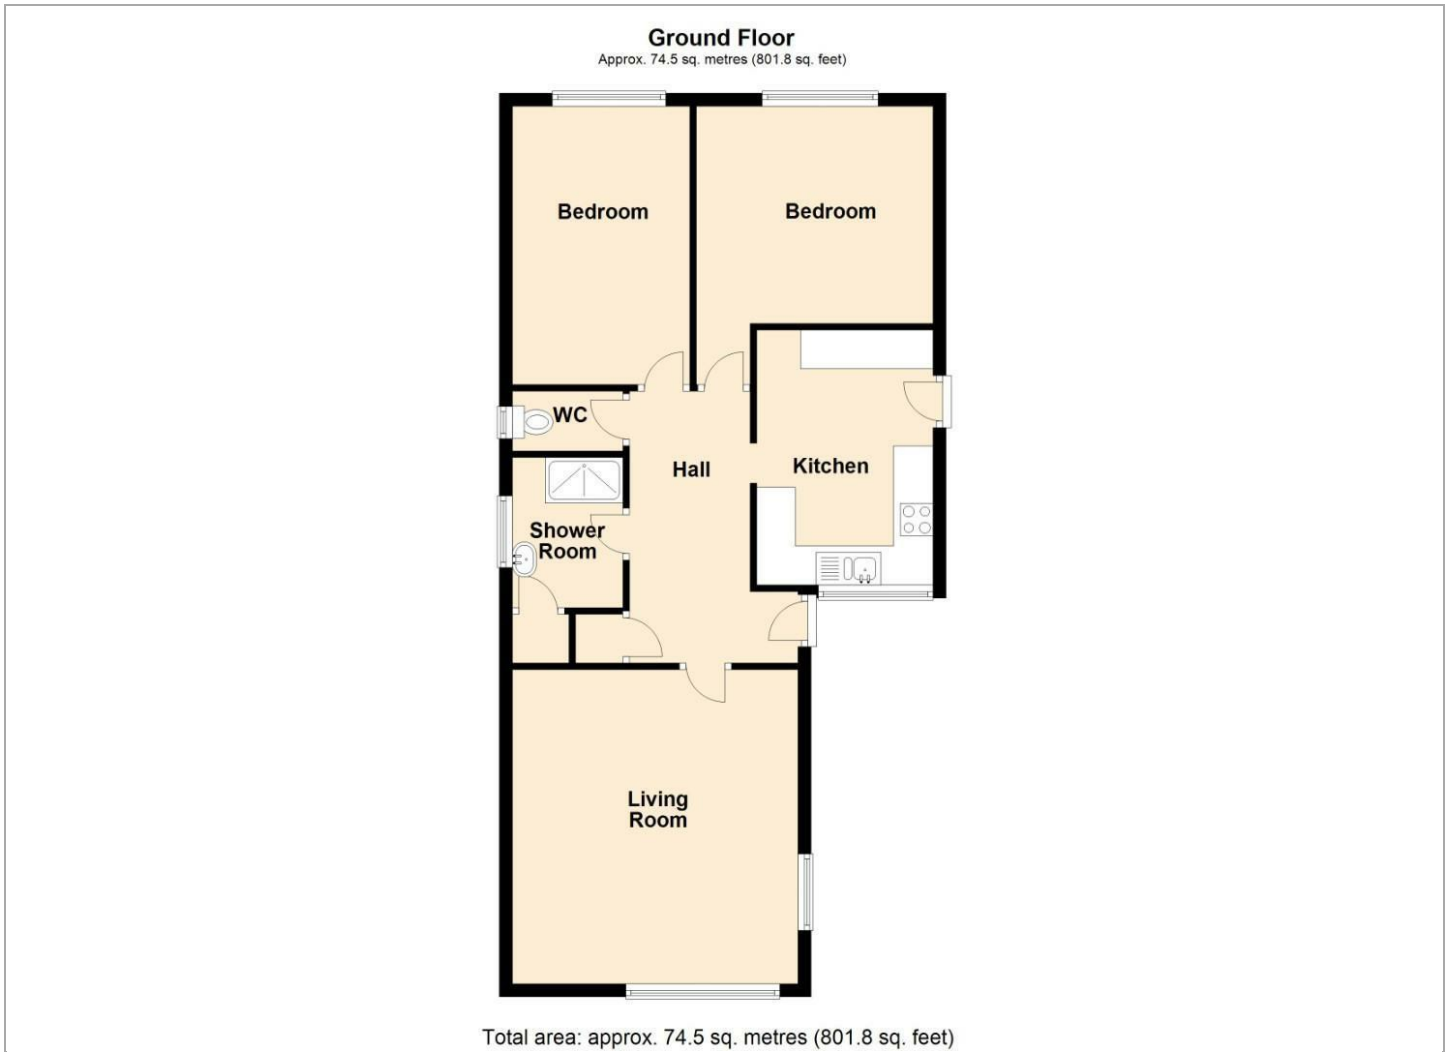 Ground Floor
Approx. 74.5 sq. metres (801.8 sq. feet)
Bedroom
Bedroom
WC
Hall
Kitchen
Shower
Room
Living
Room
Total area: approx. 74.5 sq. metres (801.8 sq. feet)